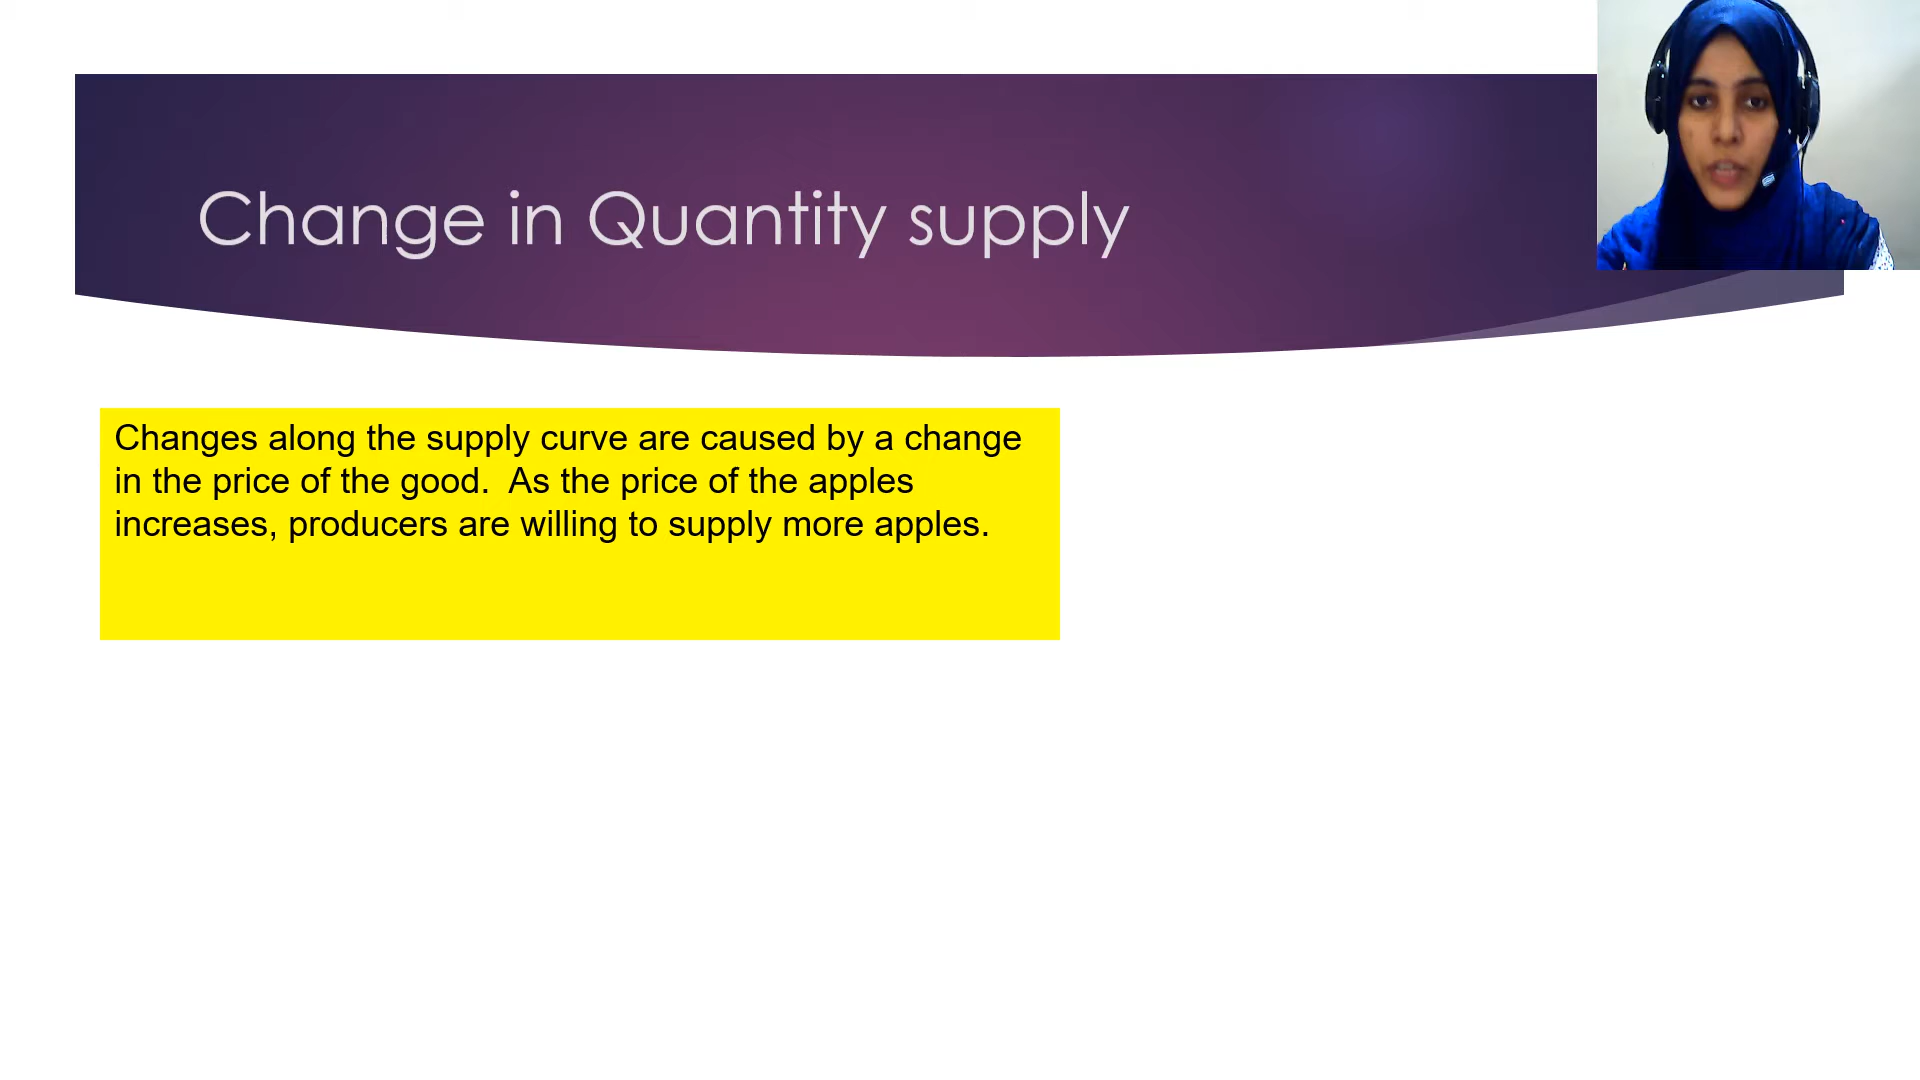 Change in Quantity supply
Changes along the supply curve are caused by a change
in the price of the good.  As the price of the apples
increases, producers are willing to supply more apples.